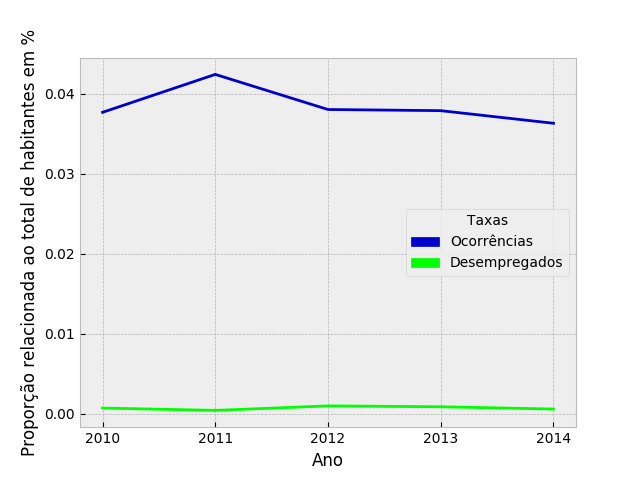 Proporção relacionada ao total de habitantes em %
0.04
0.03
0.02
0.01
0.00
Taxas
Ocorrências
Desempregados
2010 2011 2012 2013 2014
Ano